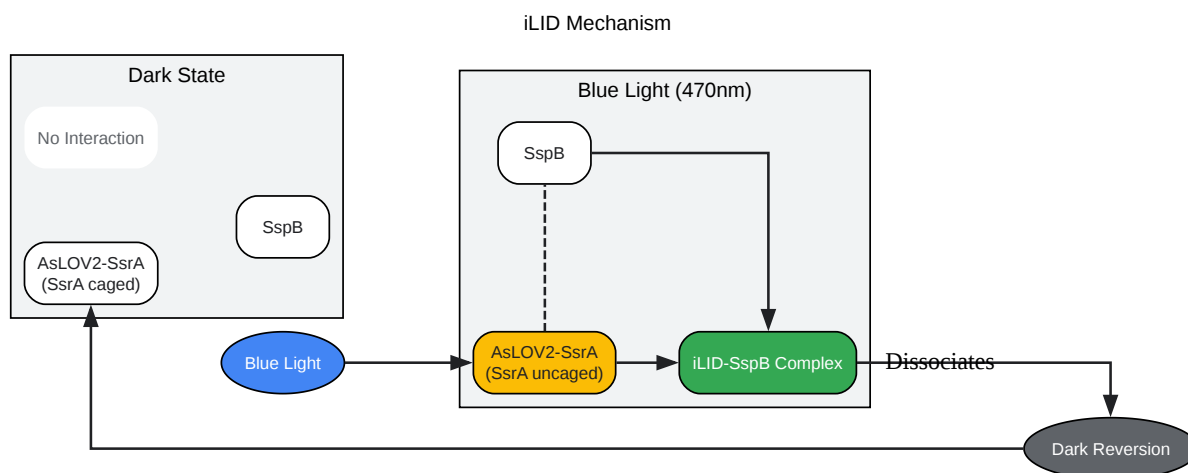 iLID Mechanism
Dark State
No Interaction
SspB
AsLOV2-SsrA
(SsrA caged)
Blue Light
Blue Light (470nm)
SspB
AsLOV2-SsrA
(SsrA uncaged)
iLID-SspB Complex
Dissociates
Dark Reversion